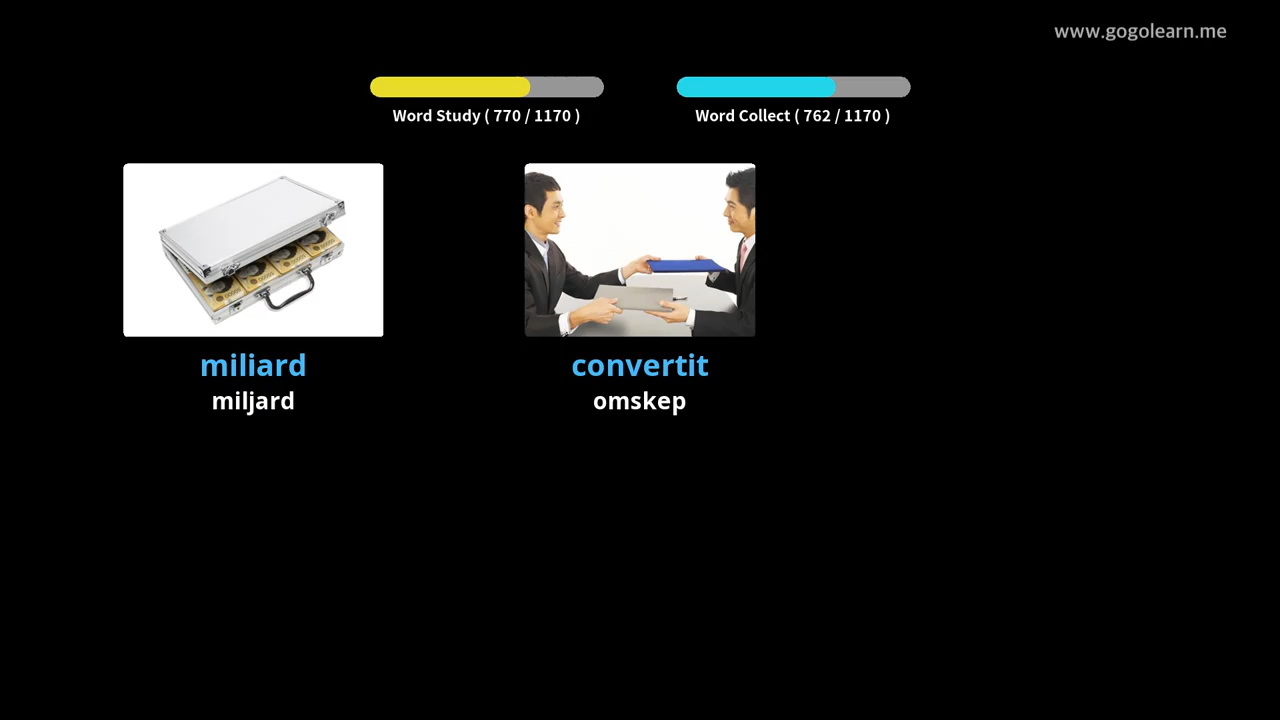 www.gogolearn.me
Word Study ( 770 / 1170 )
Word Collect ( 762 / 1170 )
miliard
miljard
convertit
omskep